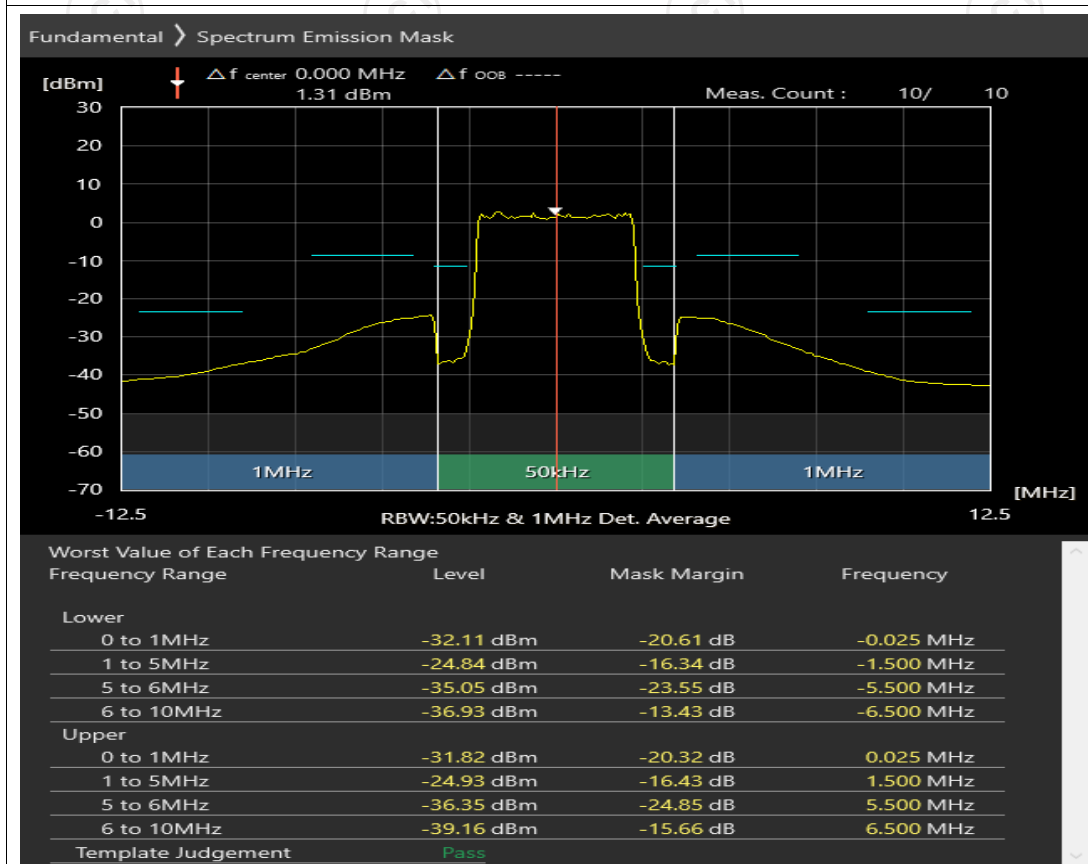 Fundamental ❯ Spectrum Emission Mask
[dBm] △f center 0.000 MHz △f OOB -----
1.31 dBm Meas. Count : 10/ 10
30
20
10
0
-10
-20
-30
-40
-50
-60
1MHz 50kHz 1MHz
-70
[MHz]
-12.5 RBW:50kHz & 1MHz Det. Average 12.5
Worst Value of Each Frequency Range
Frequency Range Level Mask Margin Frequency
Lower
0 to 1MHz -32.11 dBm -20.61 dB -0.025 MHz
1 to 5MHz -24.84 dBm -16.34 dB -1.500 MHz
5 to 6MHz -35.05 dBm -23.55 dB -5.500 MHz
6 to 10MHz -36.93 dBm -13.43 dB -6.500 MHz
Upper
0 to 1MHz -31.82 dBm -20.32 dB 0.025 MHz
1 to 5MHz -24.93 dBm -16.43 dB 1.500 MHz
5 to 6MHz -36.35 dBm -24.85 dB 5.500 MHz
6 to 10MHz -39.16 dBm -15.66 dB 6.500 MHz
Template Judgement Pass